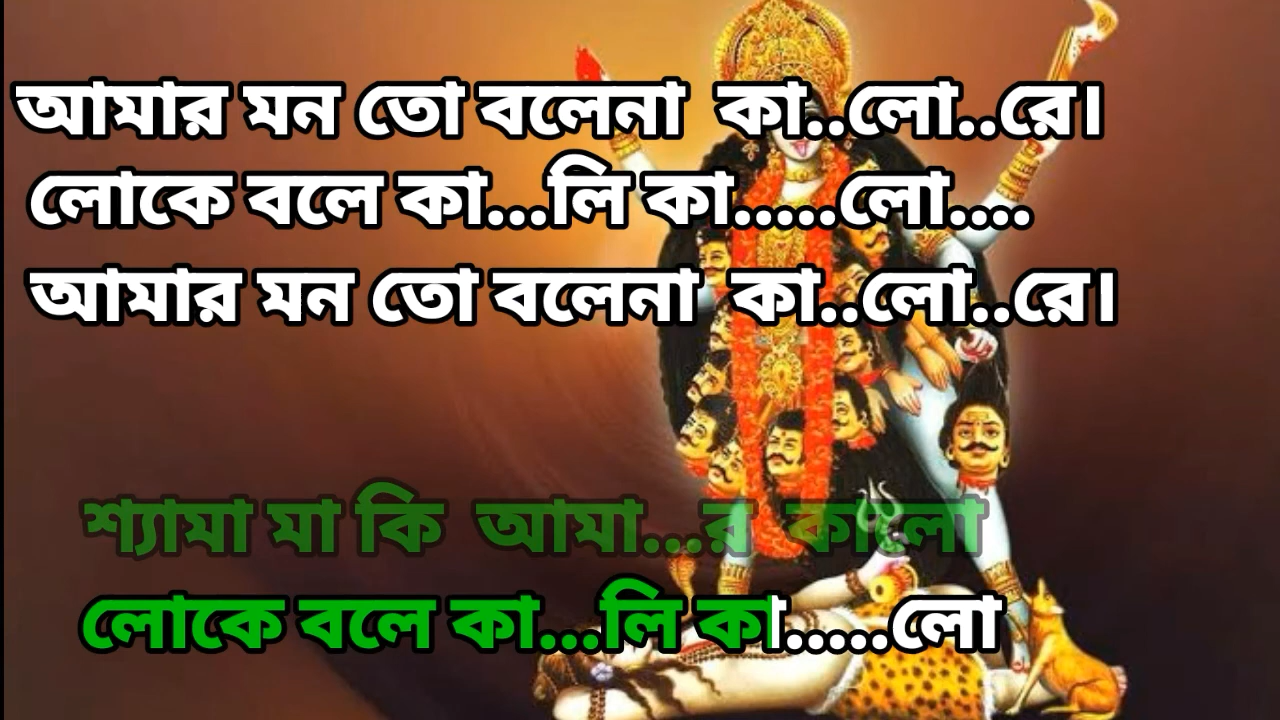 আমার মন তো বলেনা কা..লো..রে।
লোকে বলে কা...লি কা.....লো....
আমার মন তো বলেনা কা..লো..রে।
শ্যামা মা কি আমা...র কালো
লোকে বলে কা...লি কা.....লো